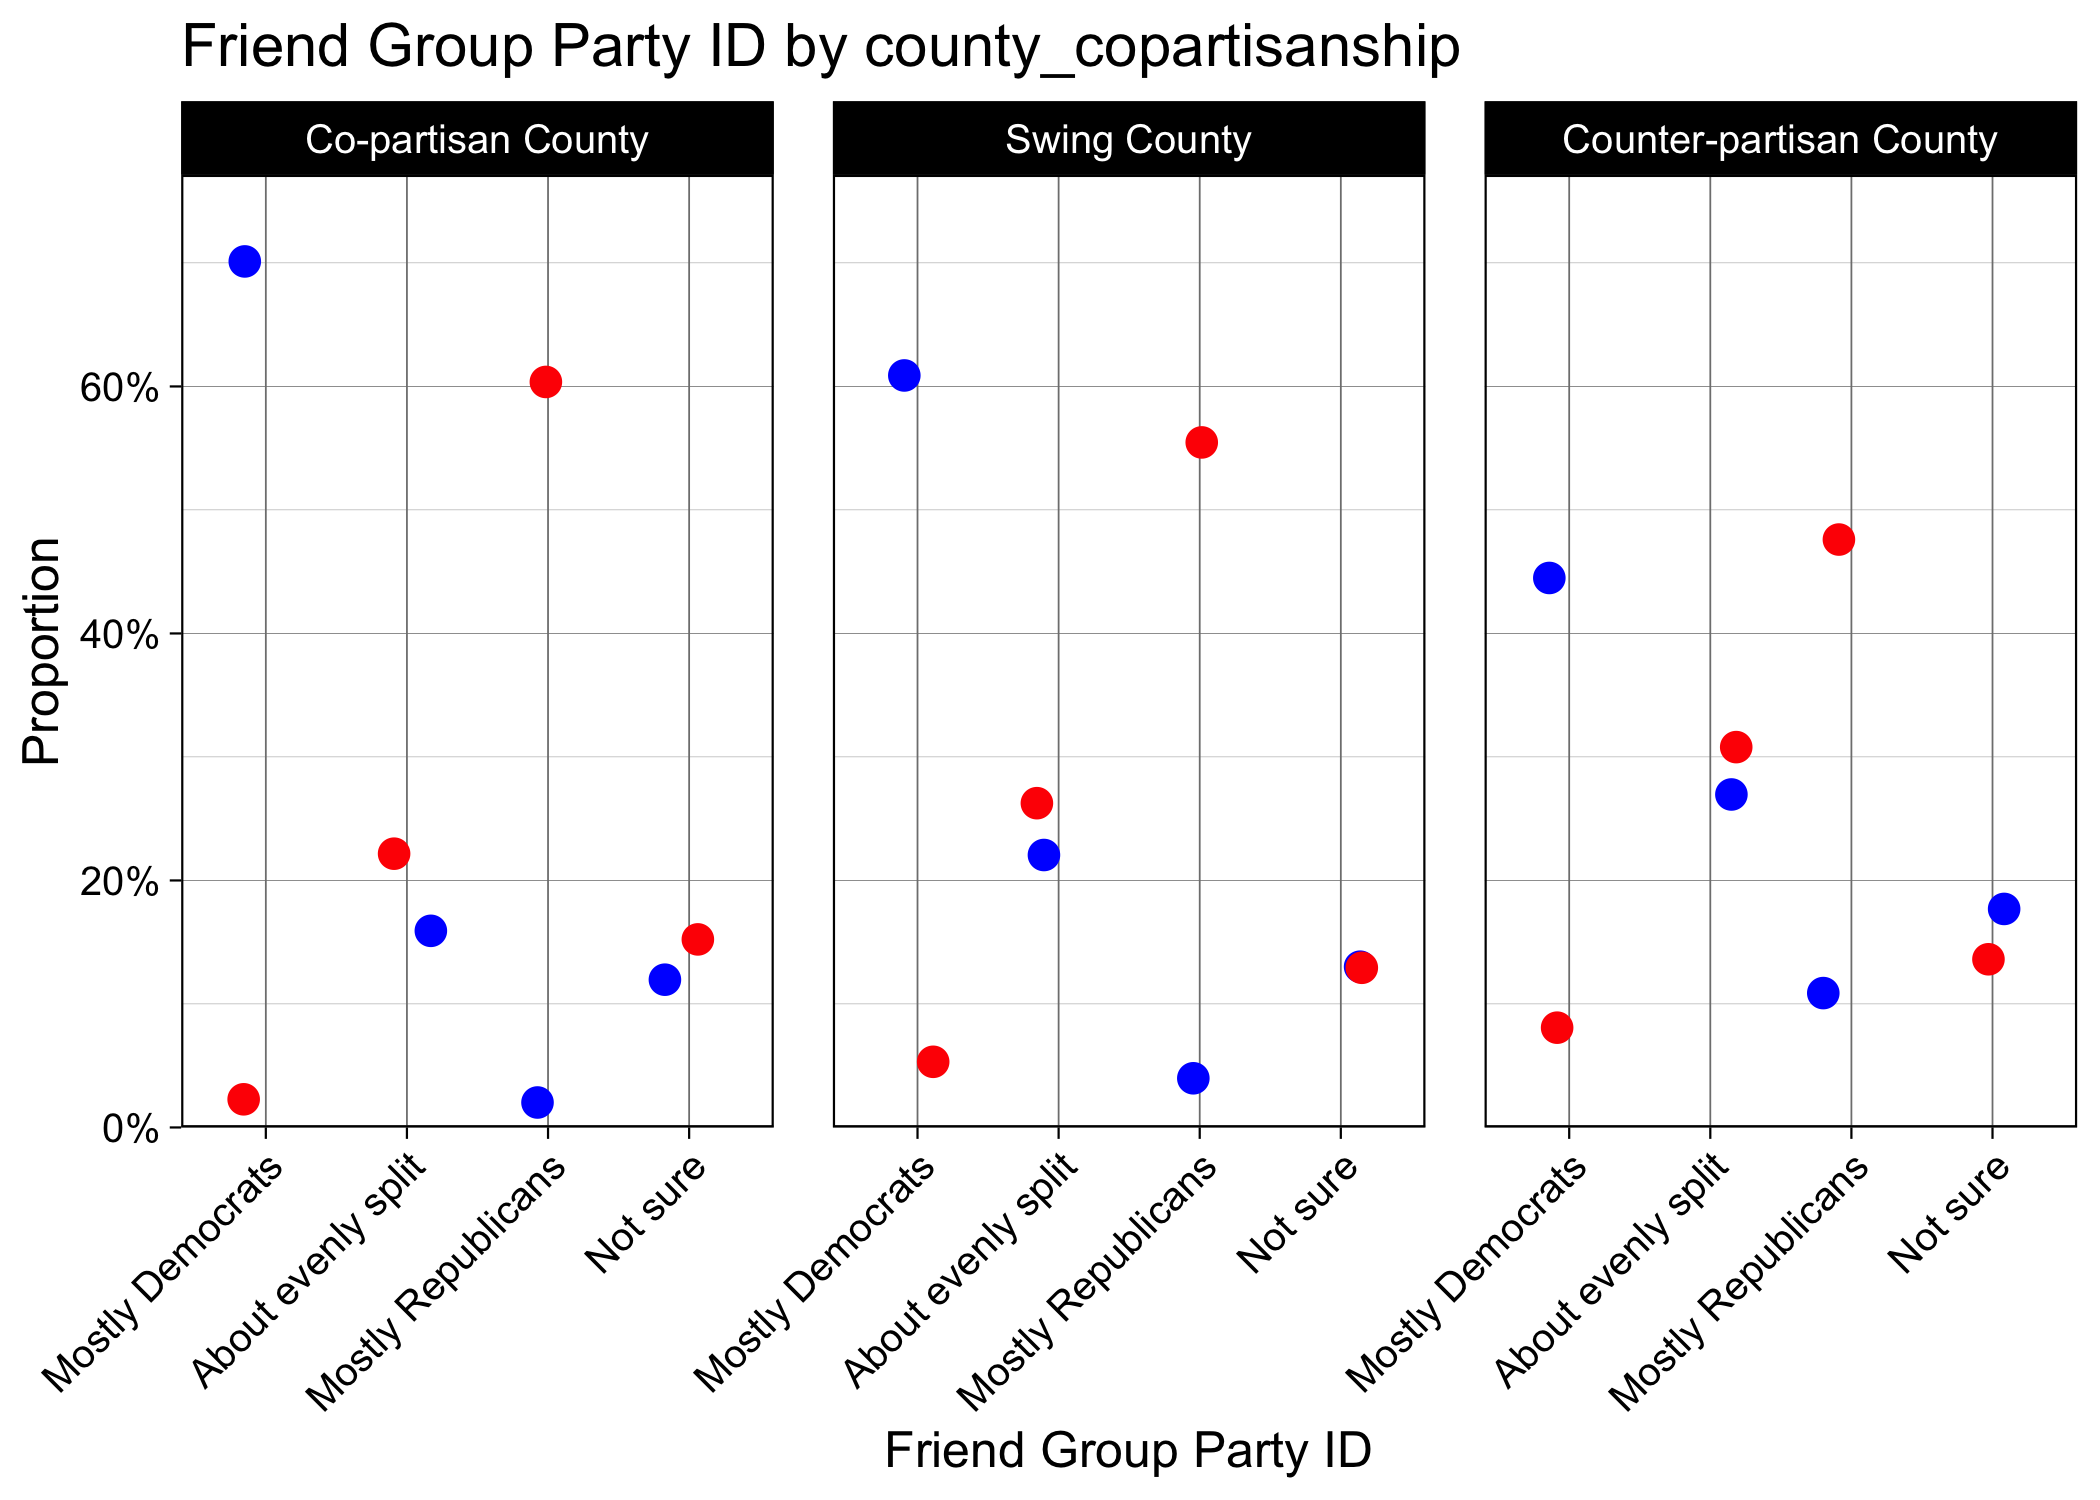 Friend Group Party ID by county_copartisanship
Co-partisan County
Swing County
Counter-partisan County
Proportion
60%
40%
20%
0%
Mostly Democrats
About evenly split
Mostly Republicans
Not sure
Mostly Democrats
About evenly split
Mostly Republicans
Not sure
Mostly Democrats
About evenly split
Mostly Republicans
Not sure
Friend Group Party ID